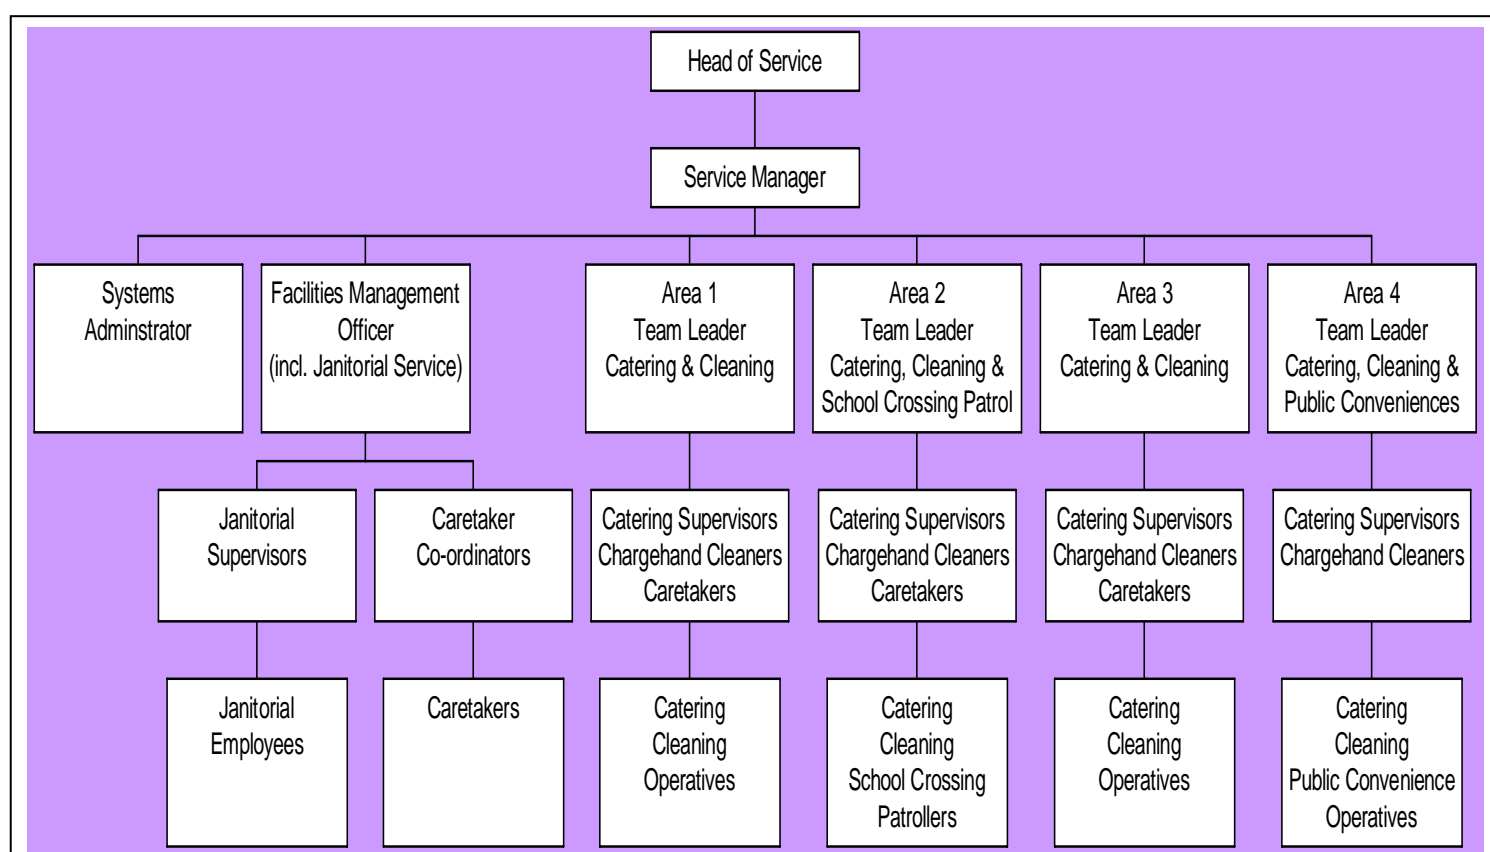 Head of Service
Service Manager
Systems
Adminstrator
Facilities Management
Officer
(incl. Janitorial Service)
Area 1
Team Leader
Catering & Cleaning
Area 2
Team Leader
Catering, Cleaning &
School Crossing Patrol
Area 3
Team Leader
Catering & Cleaning
Area 4
Team Leader
Catering, Cleaning &
Public Conveniences
Janitorial
Supervisors
Caretaker
Co-ordinators
Catering Supervisors
Chargehand Cleaners
Caretakers
Catering Supervisors
Chargehand Cleaners
Caretakers
Catering Supervisors
Chargehand Cleaners
Caretakers
Catering Supervisors
Chargehand Cleaners
Janitorial
Employees
Caretakers
Catering
Cleaning
Operatives
Catering
Cleaning
School Crossing
Patrollers
Catering
Cleaning
Operatives
Catering
Cleaning
Public Convenience
Operatives